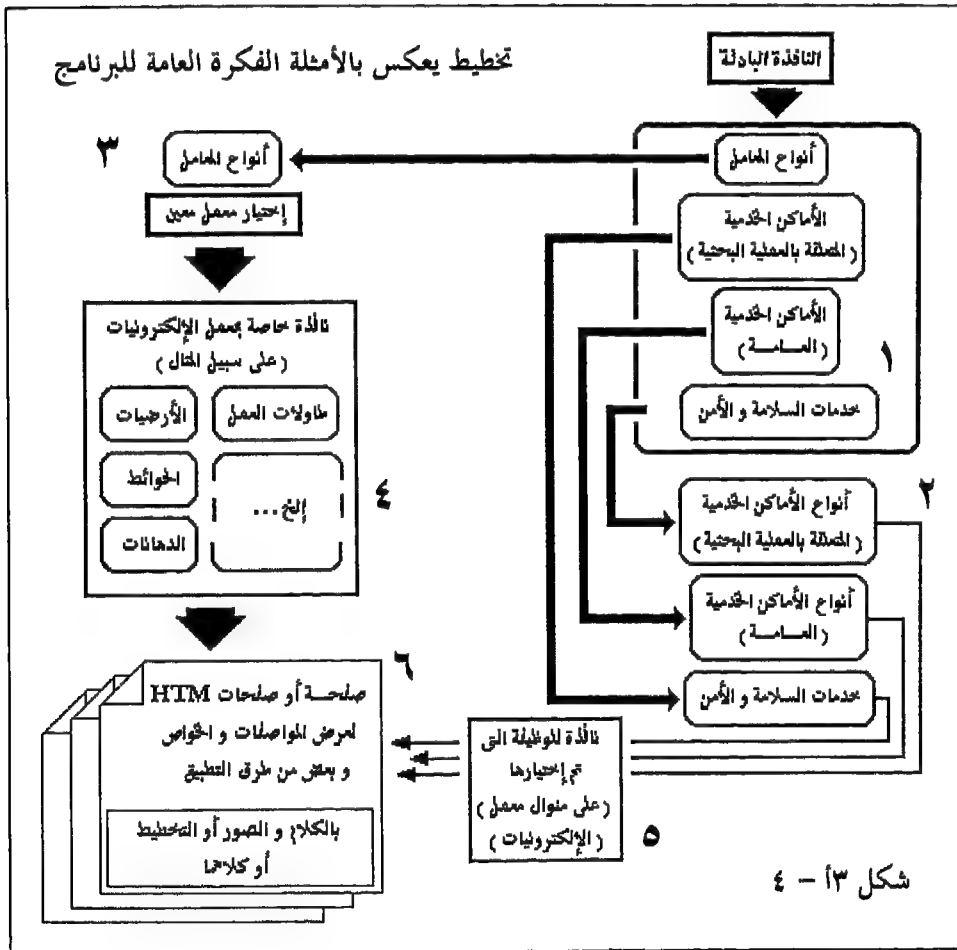 تخطيط يعكس بالأمثلة الفكرة العامة للبرنامج
النافذة البادئة
أنواع المعامل
الأماكن الخدمية
( المتعلقة بالعملية البحثية )
الأماكن الخدمية
( العـــامـــة )
خدمات السلامة و الأمن
١
٢
أنواع الأماكن الخدمية
( المتعلقة بالعملية البحثية )
أنواع الأماكن الخدمية
( العـــامـــة )
خدمات السلامة و الأمن
٣
أنواع المعامل
إختيار معمل معين
نافذة خاصة بمعمل الإلكترونيات
( على سبيل المثال )
طاولات العمل
الأرضيات
الحوائط
الدهانات
إلخ ...
٤
نافذة للوظيفة التى
تم إختيارها
( على منوال معمل
الإلكترونيات )
٥
٦
صفحـــة أو صفحات HTM
لعرض المواصفات و الخواص
و بعض من طرق التطبيق
بالكلام و الصور أو التخطيط
أو كلاهما
شكل ٣أ – ٤